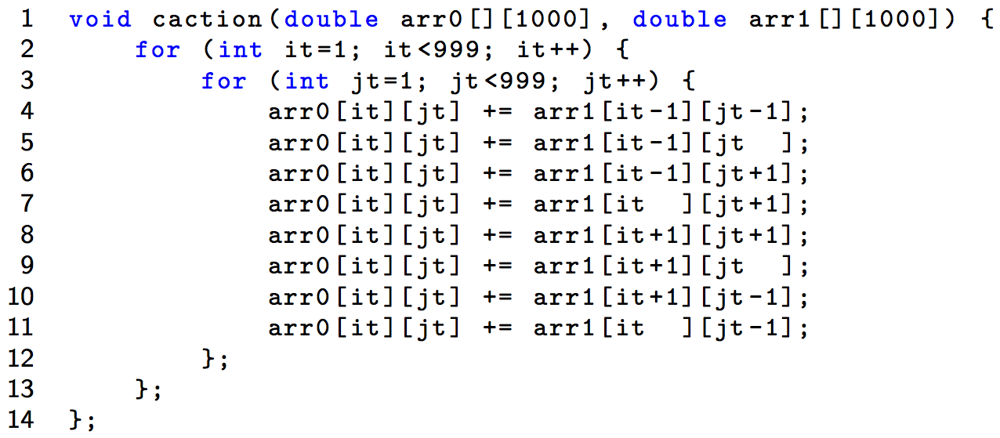 1 void caction(double arr0[][1000], double arr1[][1000]) {
2     for (int it=1; it<999; it++) {
3         for (int jt=1; jt<999; jt++) {
4             arr0[it][jt] += arr1[it-1][jt-1];
5             arr0[it][jt] += arr1[it-1][jt  ];
6             arr0[it][jt] += arr1[it-1][jt+1];
7             arr0[it][jt] += arr1[it  ][jt+1];
8             arr0[it][jt] += arr1[it+1][jt+1];
9             arr0[it][jt] += arr1[it+1][jt  ];
10             arr0[it][jt] += arr1[it+1][jt-1];
11             arr0[it][jt] += arr1[it  ][jt-1];
12         };
13     };
14 };